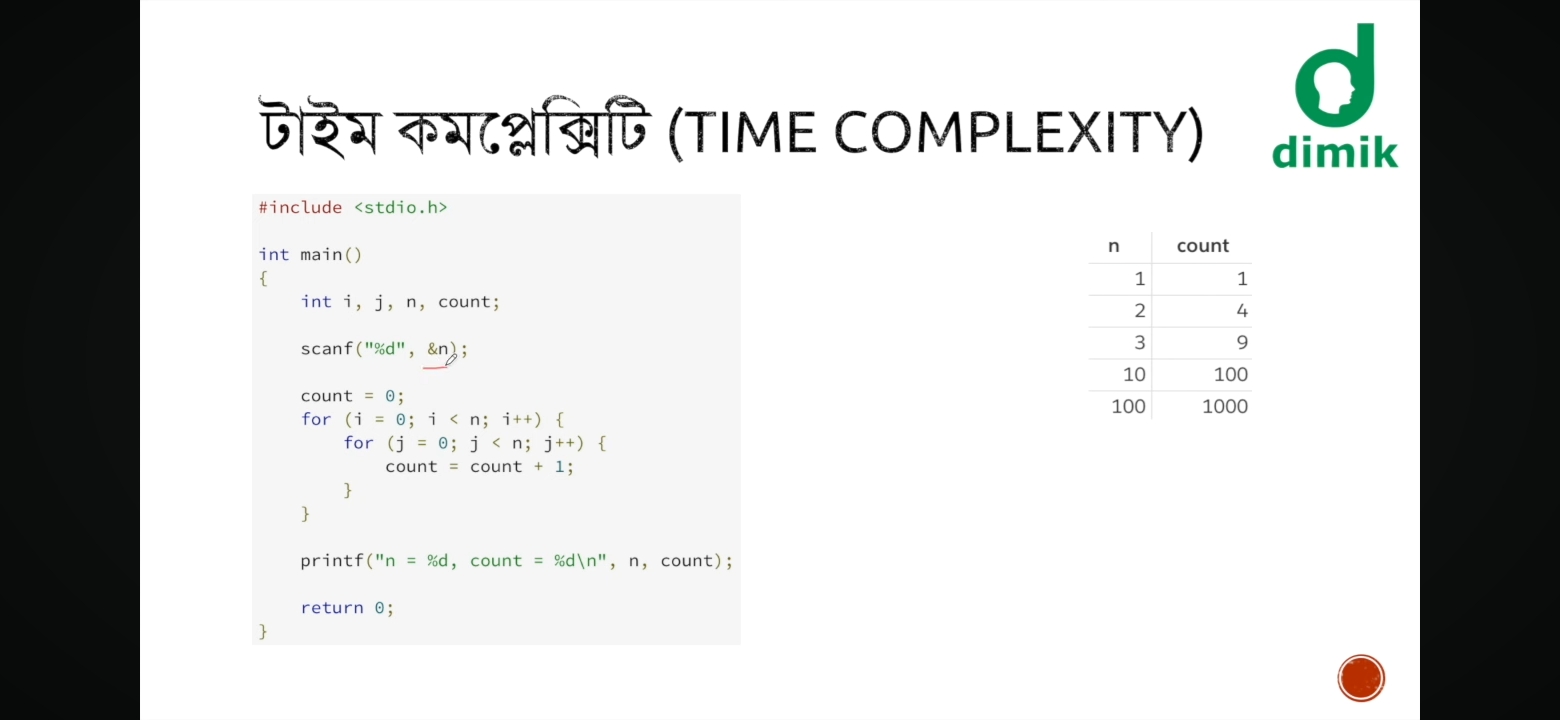 টাইম কমপ্লেক্সিটি (TIME COMPLEXITY)
dimik
#include <stdio.h>
int main()
{
    int i, j, n, count;
    scanf("%d", &n);
    count = 0;
    for (i = 0; i < n; i++) {
        for (j = 0; j < n; j++) {
            count = count + 1;
        }
    }
    printf("n = %d, count = %d\n", n, count);
    return 0;
}
n count
1 1
2 4
3 9
10 100
100 1000